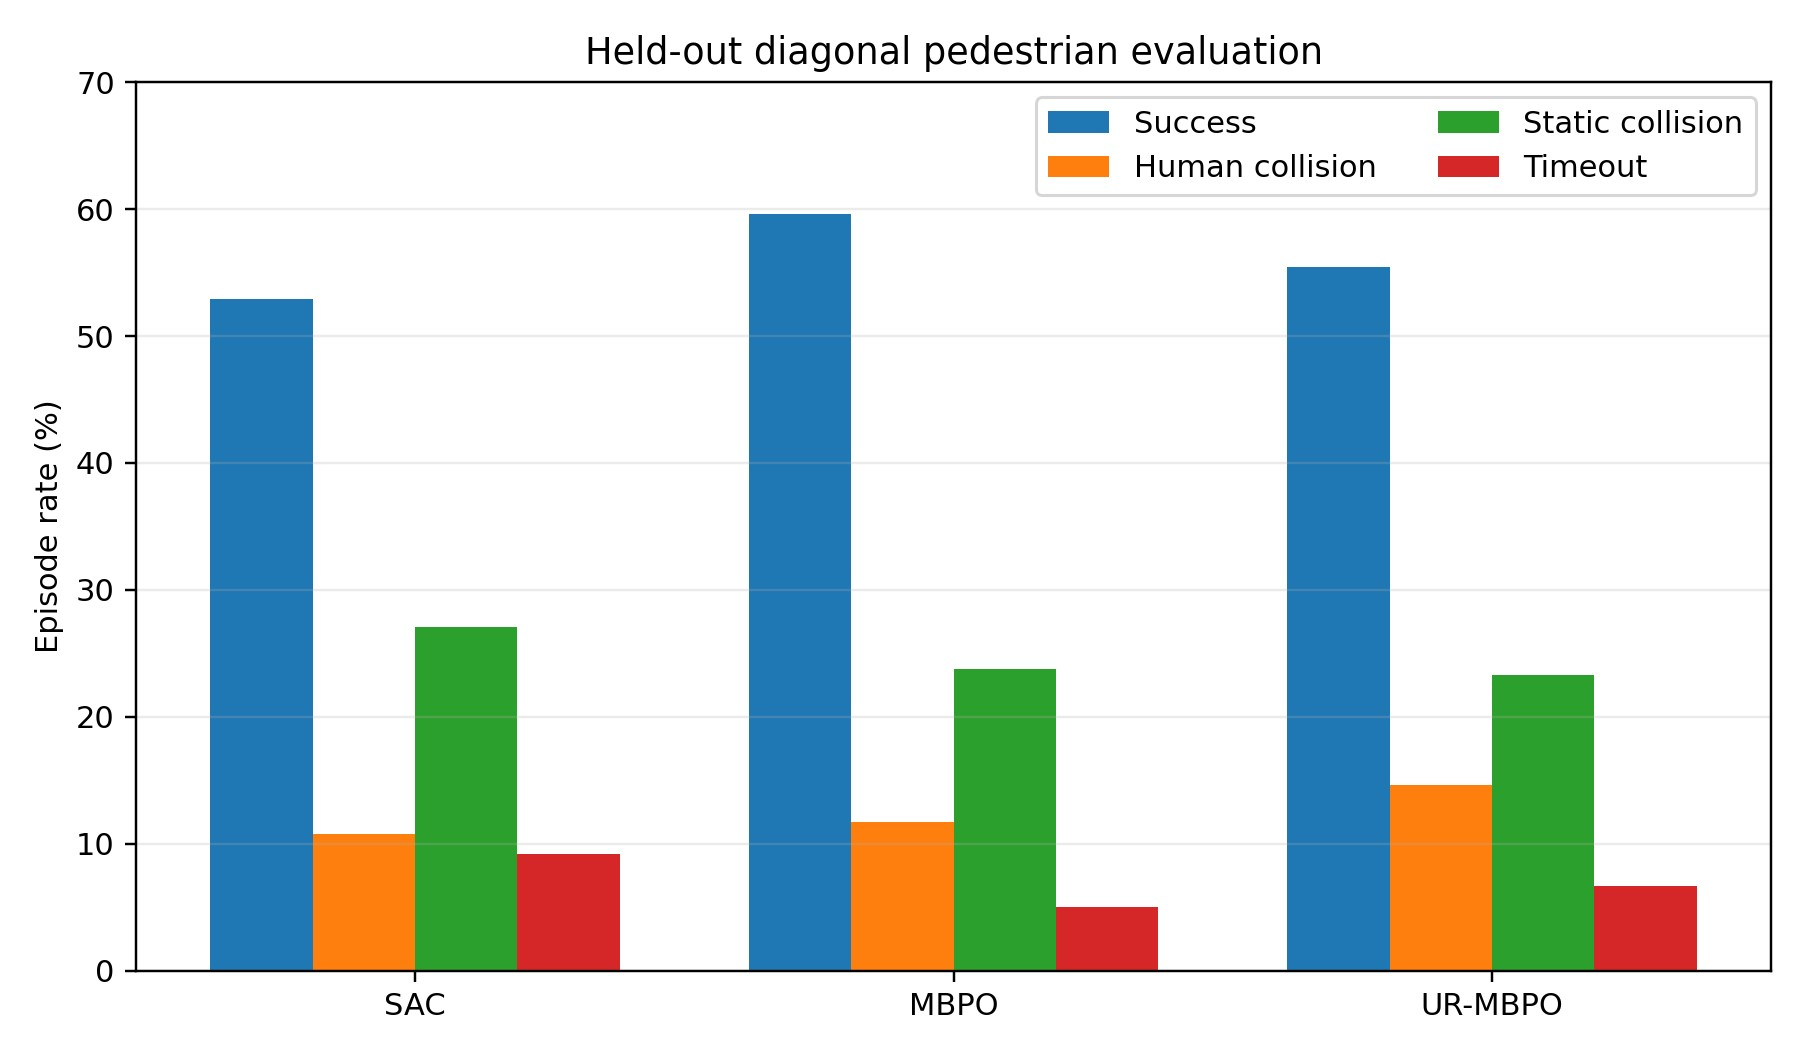 Held-out diagonal pedestrian evaluation
Success
Human collision
Static collision
Timeout
Episode rate (%)
70
60
50
40
30
20
10
0
SAC
MBPO
UR-MBPO